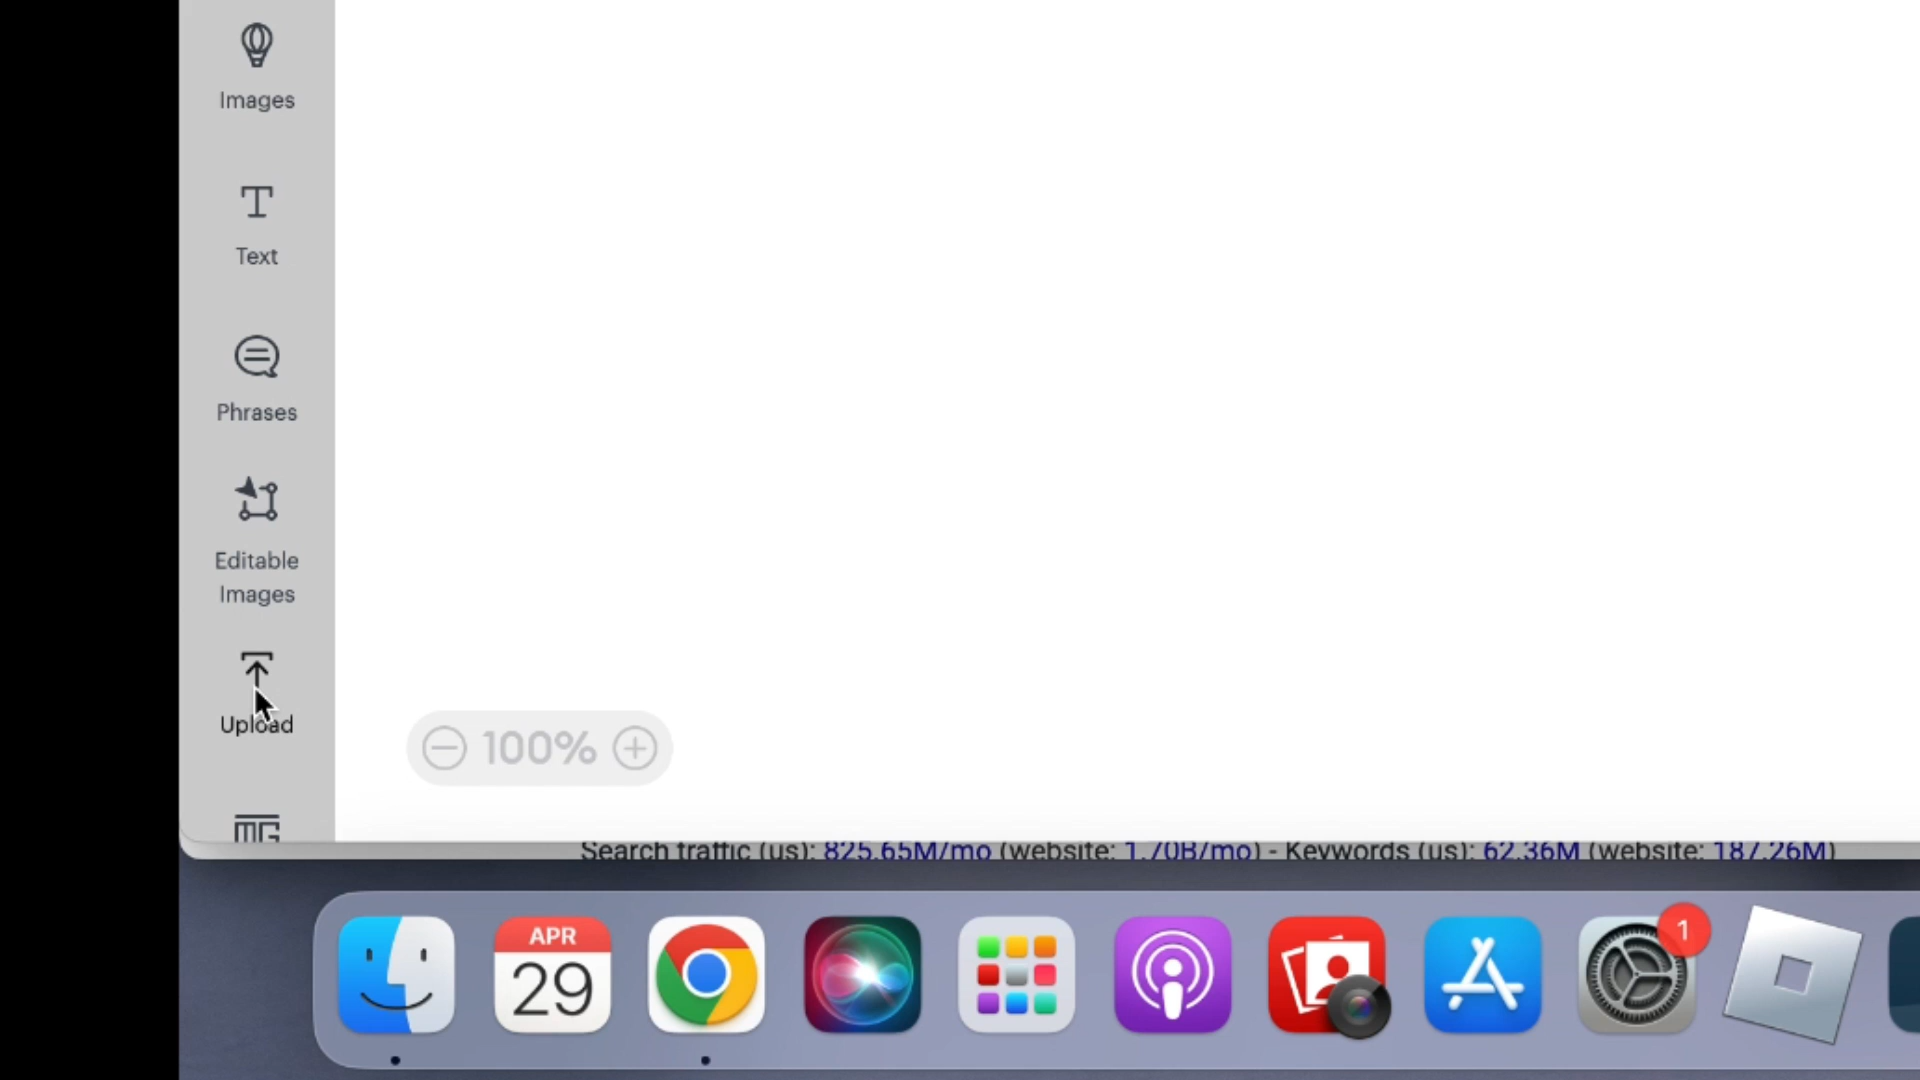 Images
Text
Phrases
Editable
Images
Upload
100%
MG
Search traffic (us): 825.65M/mo (website: 1.70B/mo) - Keywords (us): 62.36M (website: 187.26M)
APR
29
1